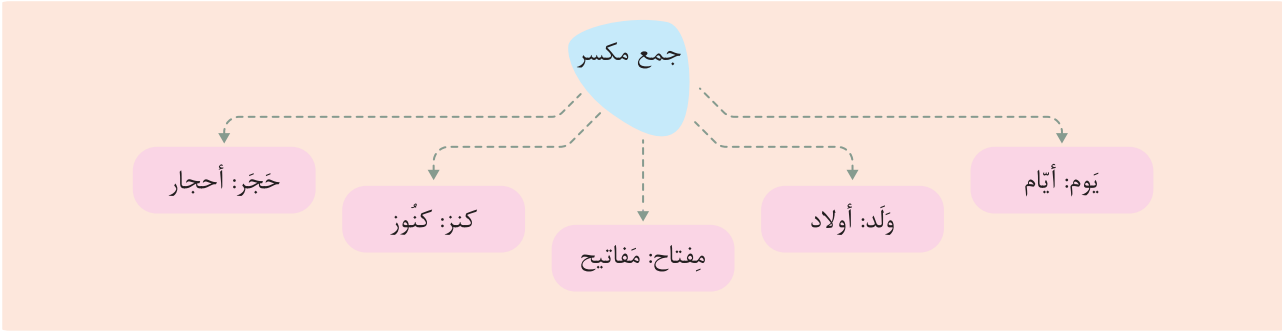 جمع مكسر
يَوم: أيّام
وَلَد: أولاد
مِفتاح: مَفاتيح
كنز: كنُوز
حَجَر: أحجار